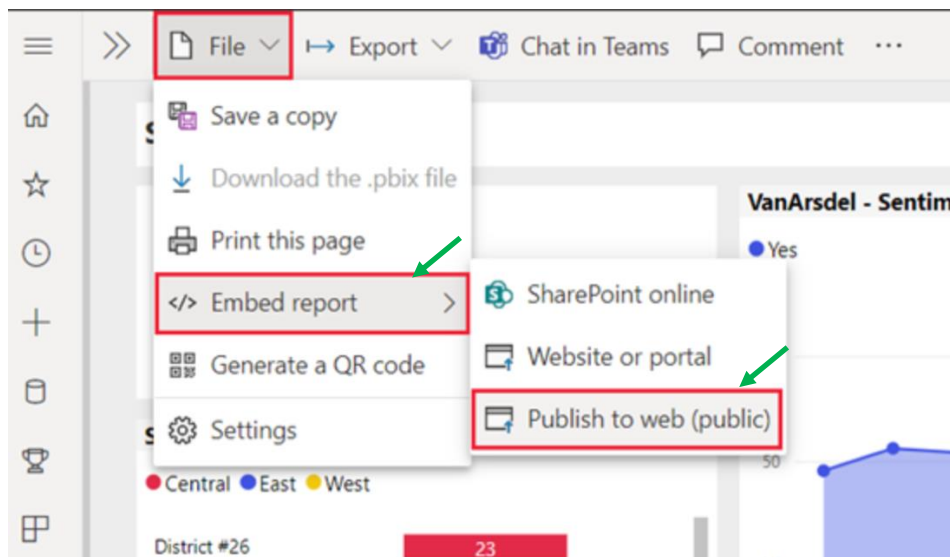 File
Export
Chat in Teams
Comment
Save a copy
Download the .pbix file
Print this page
Embed report
Generate a QR code
Settings
SharePoint online
Website or portal
Publish to web (public)
VanArsdel - Sentim
Yes
50
Central East West
District #26
23